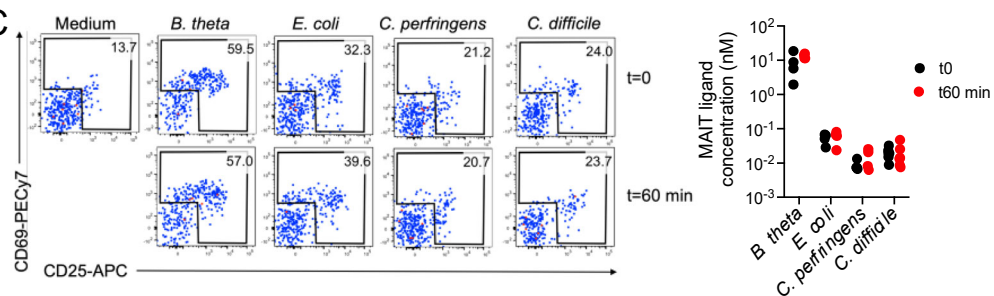 C
Medium
B. theta
E. coli
C. perfringens
C. difficile
13.7
59.5
32.3
21.2
24.0
t=0
57.0
39.6
20.7
23.7
t=60 min
CD69-PECy7
CD25-APC
MAIT ligand
concentration (nM)
10²
10¹
10⁰
10⁻¹
10⁻²
10⁻³
B theta
E coli
C. perfringens
C. difficile
t0
t60 min